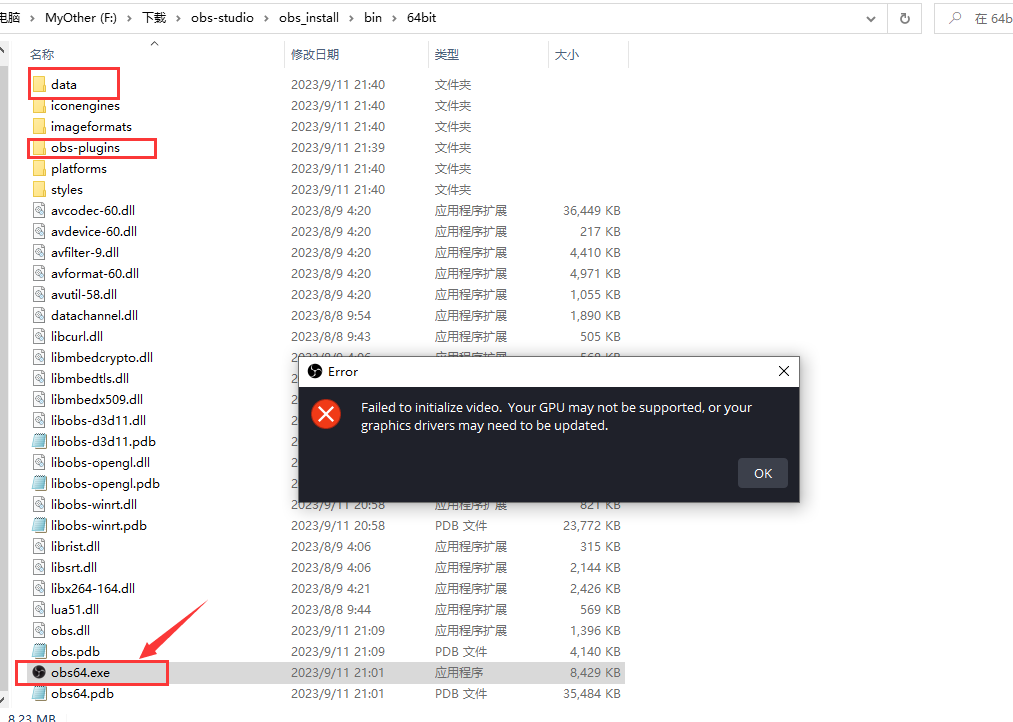 电脑 › MyOther (F:) › 下载 › obs-studio › obs_install › bin › 64bit 在 64b
名称 修改日期 类型 大小
data 2023/9/11 21:40 文件夹
iconengines 2023/9/11 21:40 文件夹
imageformats 2023/9/11 21:40 文件夹
obs-plugins 2023/9/11 21:39 文件夹
platforms 2023/9/11 21:40 文件夹
styles 2023/9/11 21:40 文件夹
avcodec-60.dll 2023/8/9 4:20 应用程序扩展 36,449 KB
avdevice-60.dll 2023/8/9 4:20 应用程序扩展 217 KB
avfilter-9.dll 2023/8/9 4:20 应用程序扩展 4,410 KB
avformat-60.dll 2023/8/9 4:20 应用程序扩展 4,971 KB
avutil-58.dll 2023/8/9 4:20 应用程序扩展 1,055 KB
datachannel.dll 2023/8/8 9:54 应用程序扩展 1,890 KB
libcurl.dll 2023/8/8 9:43 应用程序扩展 505 KB
libmbedcrypto.dll 2023/8/9 4:06 应用程序扩展 568 KB
libmbedtls.dll
libmbedx509.dll
libobs-d3d11.dll
libobs-d3d11.pdb
libobs-opengl.dll
libobs-opengl.pdb
Error
Failed to initialize video. Your GPU may not be supported, or your
graphics drivers may need to be updated.
OK
libobs-winrt.dll 2023/9/11 20:58 应用程序扩展 821 KB
libobs-winrt.pdb 2023/9/11 20:58 PDB 文件 23,772 KB
librist.dll 2023/8/9 4:06 应用程序扩展 315 KB
libsrt.dll 2023/8/9 4:06 应用程序扩展 2,144 KB
libx264-164.dll 2023/8/9 4:21 应用程序扩展 2,426 KB
lua51.dll 2023/8/8 9:44 应用程序扩展 569 KB
obs.dll 2023/9/11 21:09 应用程序扩展 1,396 KB
obs.pdb 2023/9/11 21:09 PDB 文件 4,140 KB
obs64.exe 2023/9/11 21:01 应用程序 8,429 KB
obs64.pdb 2023/9/11 21:01 PDB 文件 35,484 KB
8.23 MB